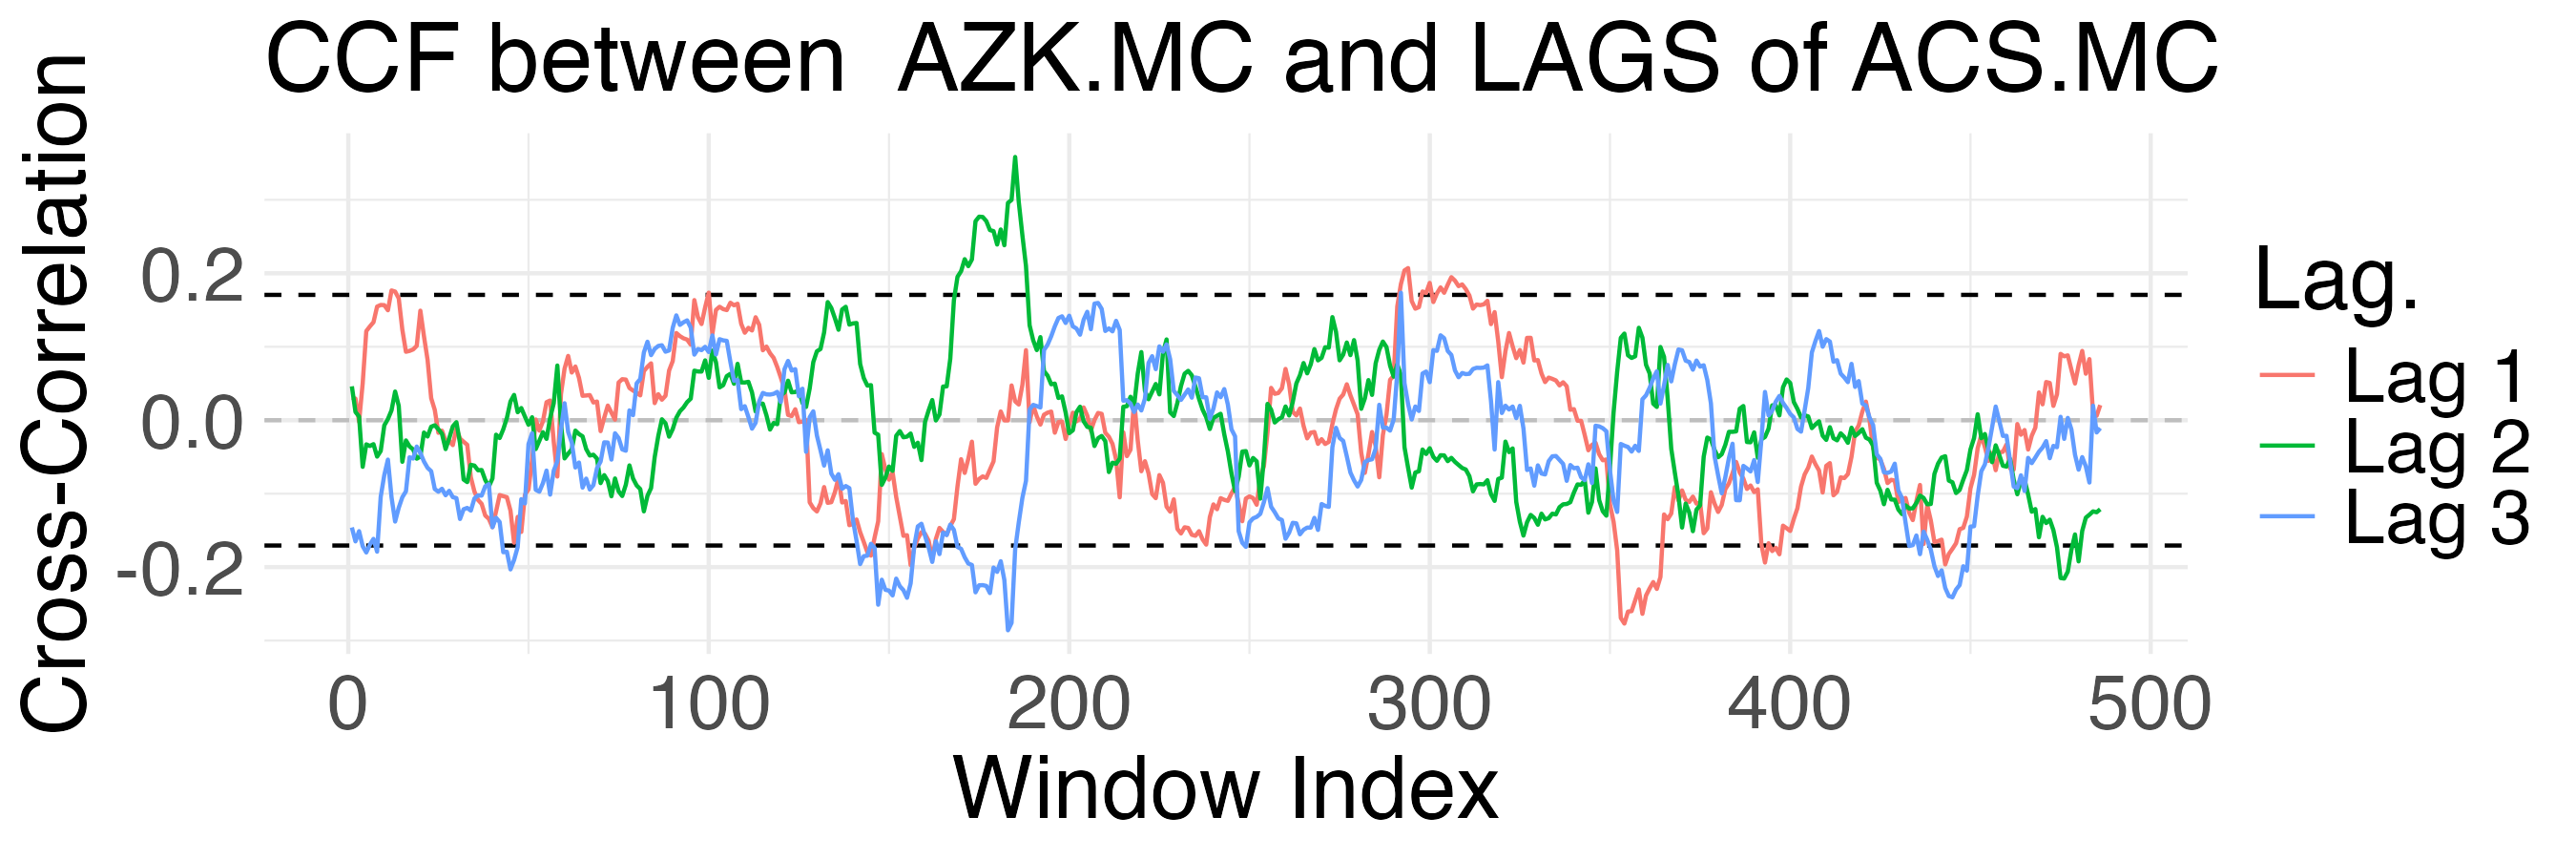 CCF between  AZK.MC and LAGS of ACS.MC
Cross-Correlation
0.2
0.0
-0.2
0 100 200 300 400 500
Window Index
Lag.
Lag 1
Lag 2
Lag 3